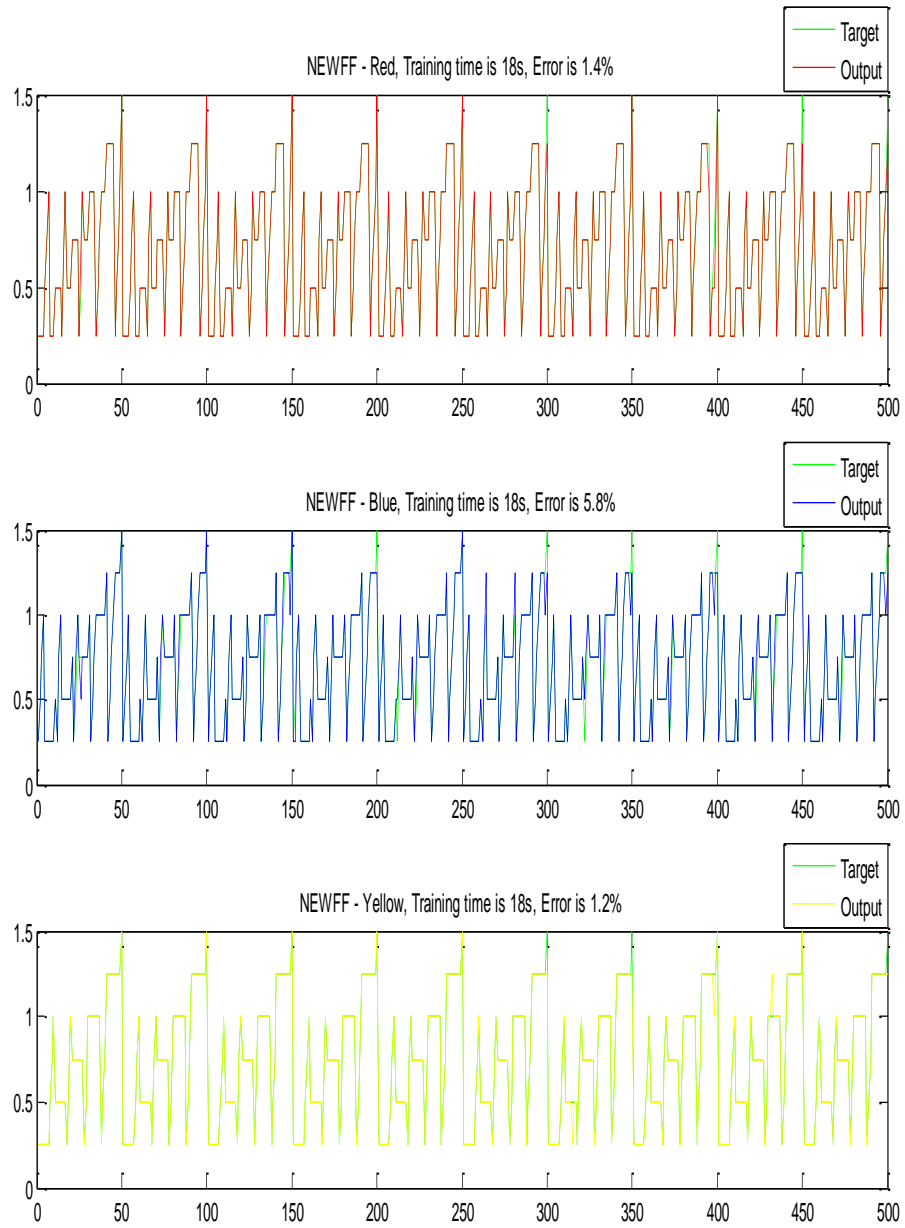 Target
Output
NEWFF - Red, Training time is 18s, Error is 1.4%
1.5
1
0.5
0
0 50 100 150 200 250 300 350 400 450 500
Target
Output
NEWFF - Blue, Training time is 18s, Error is 5.8%
1.5
1
0.5
0
0 50 100 150 200 250 300 350 400 450 500
Target
Output
NEWFF - Yellow, Training time is 18s, Error is 1.2%
1.5
1
0.5
0
0 50 100 150 200 250 300 350 400 450 500